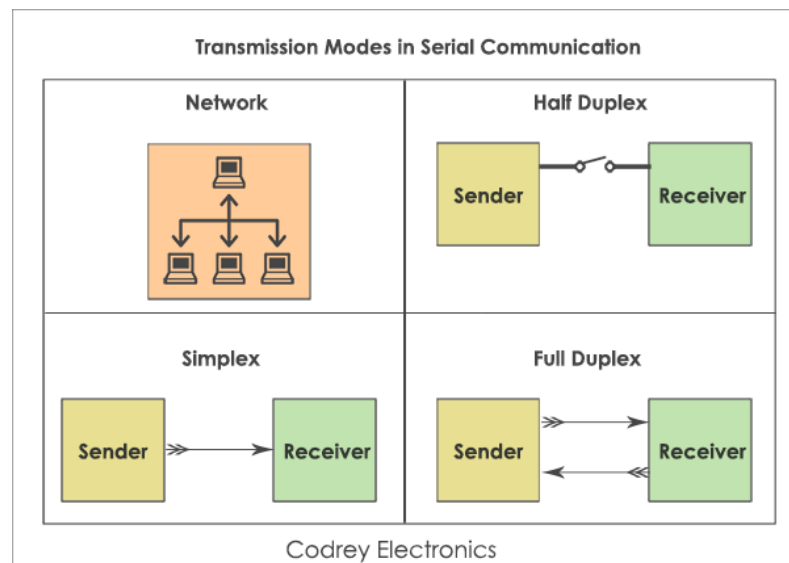 Transmission Modes in Serial Communication
Network
Half Duplex
Sender
Receiver
Simplex
Sender
Receiver
Full Duplex
Sender
Receiver
Codrey Electronics